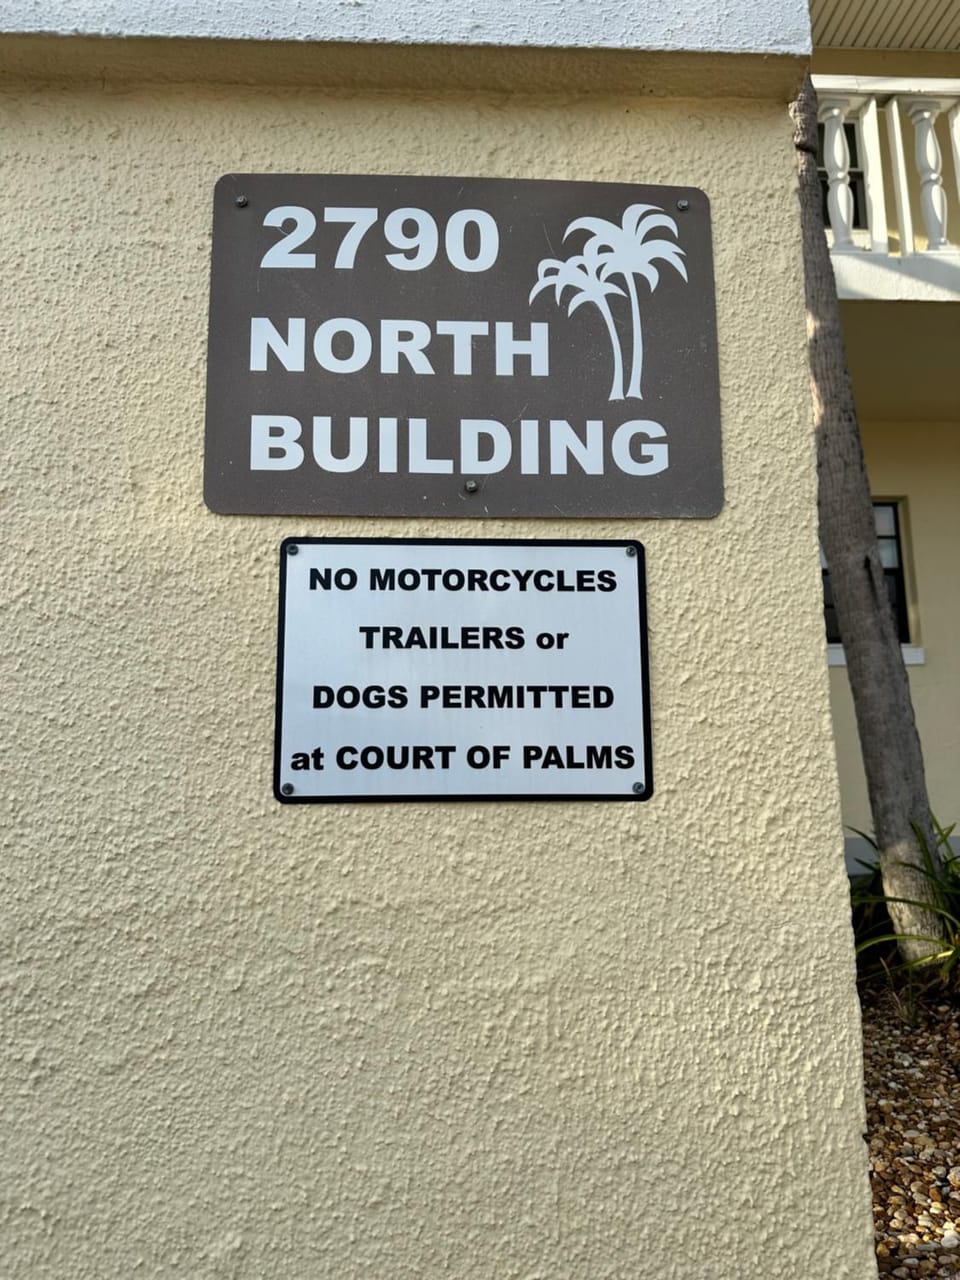 2790
NORTH
BUILDING
NO MOTORCYCLES
TRAILERS or
DOGS PERMITTED
at COURT OF PALMS